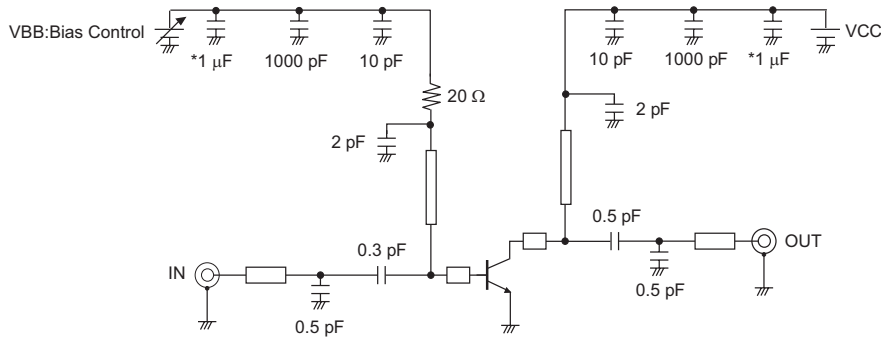 VBB:Bias Control
*1 μF
1000 pF
10 pF
10 pF
1000 pF
*1 μF
VCC
20 Ω
2 pF
2 pF
IN
0.5 pF
0.3 pF
0.5 pF
0.5 pF
OUT